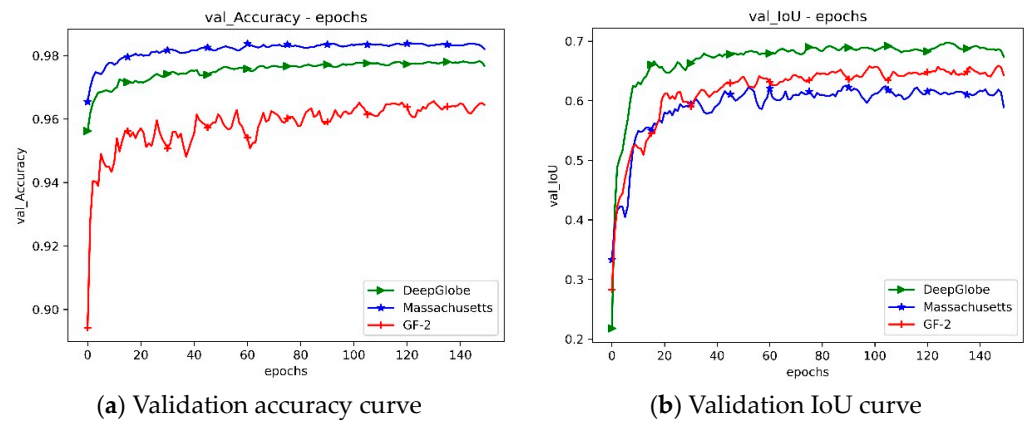 val_Accuracy - epochs
val_Accuracy
0.98
0.96
0.94
0.92
0.90
0
20
40
60
80
100
120
140
epochs
DeepGlobe
Massachusetts
GF-2
(a) Validation accuracy curve
val_IoU - epochs
val_IoU
0.7
0.6
0.5
0.4
0.3
0.2
0
20
40
60
80
100
120
140
epochs
DeepGlobe
Massachusetts
GF-2
(b) Validation IoU curve